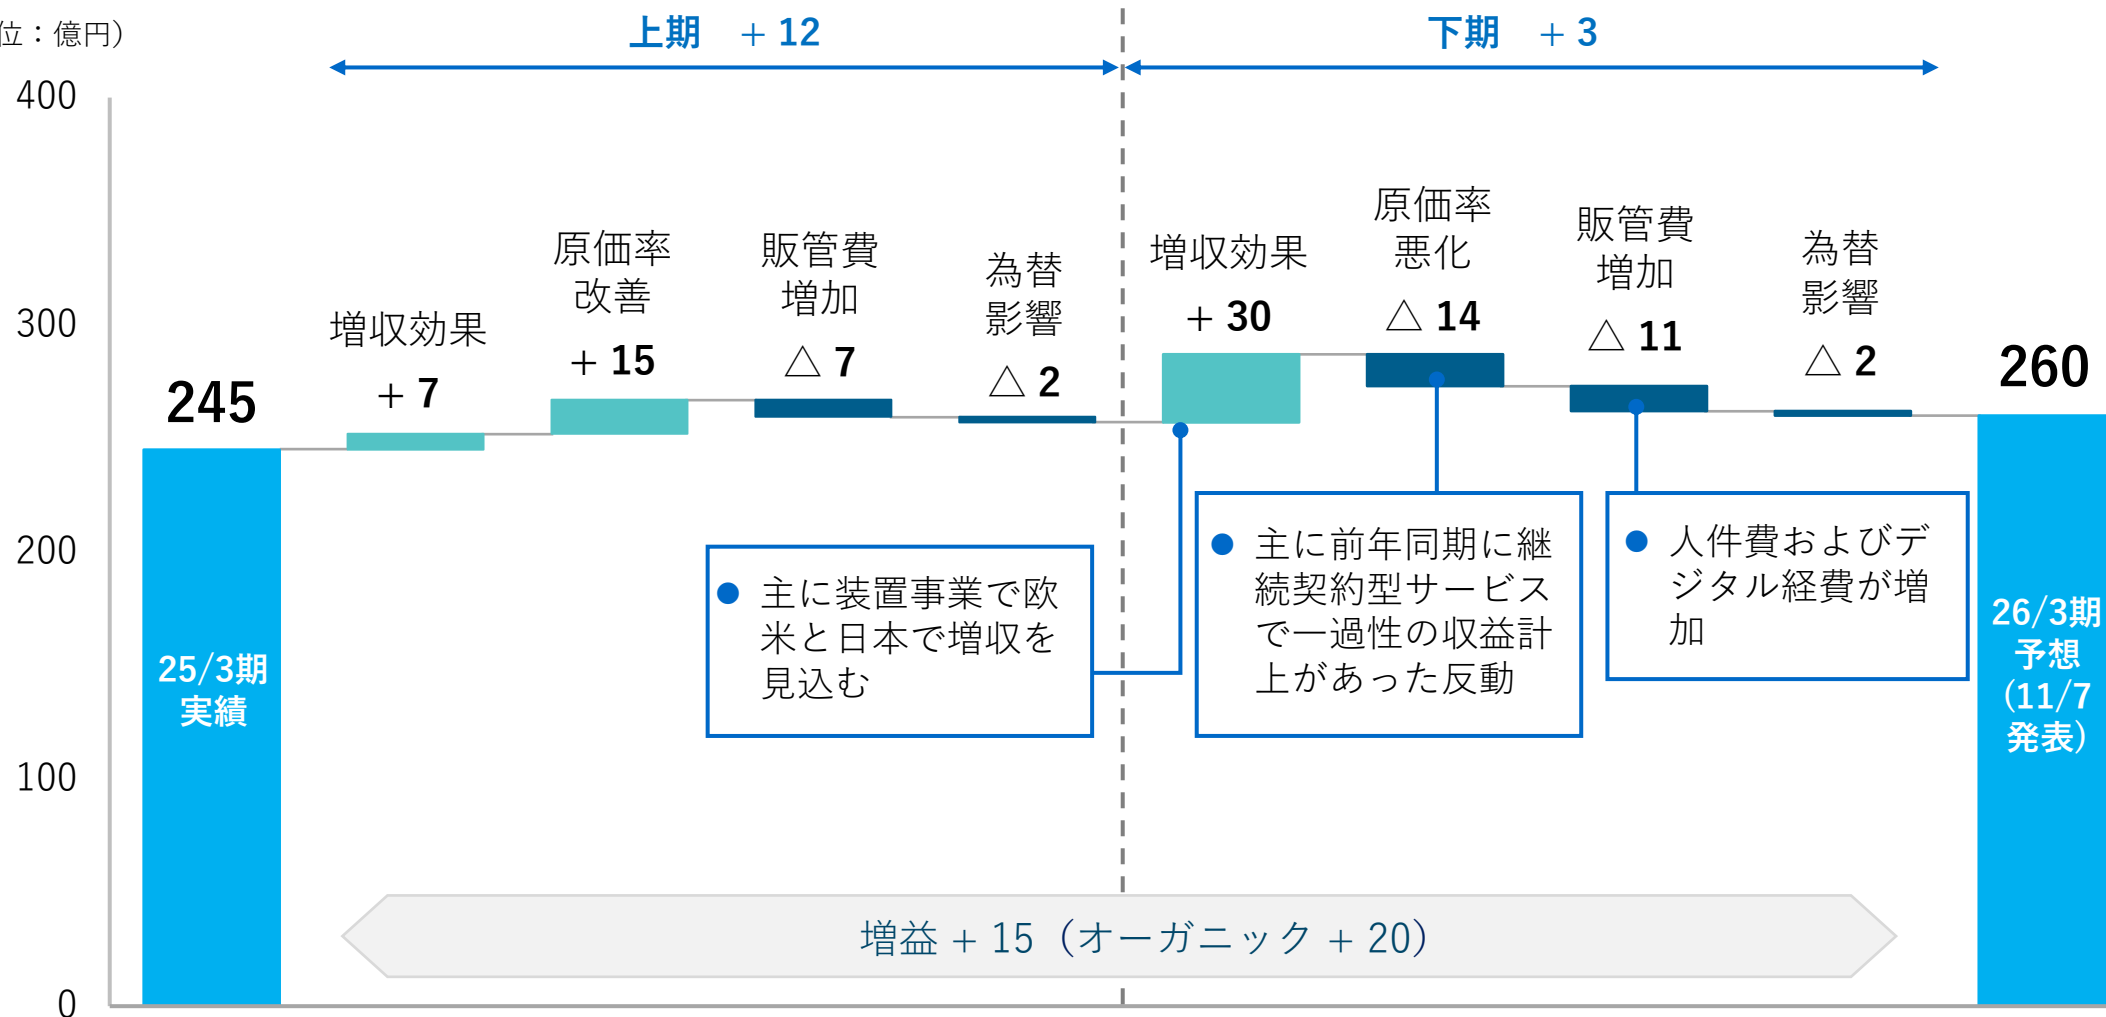 位：億円）
上期　+ 12
下期　+ 3
400
300
200
100
0
245
25/3期
実績
増収効果
+ 7
原価率
改善
+ 15
販管費
増加
△ 7
為替
影響
△ 2
増収効果
+ 30
原価率
悪化
△ 14
販管費
増加
△ 11
為替
影響
△ 2
260
26/3期
予想
（11/7
発表）
● 主に装置事業で欧
米と日本で増収を
見込む
● 主に前年同期に継
続契約型サービス
で一過性の収益計
上があった反動
● 人件費およびデ
ジタル経費が増
加
増益 + 15（オーガニック + 20）